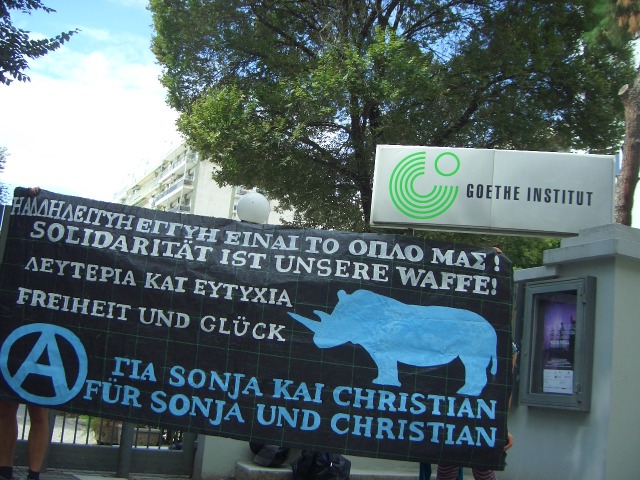 GOETHE INSTITUT
Η ΑΛΛΗΛΕΓΓΥΗ ΕΓΓΥΗ ΕΙΝΑΙ ΤΟ ΟΠΛΟ ΜΑΣ !
SOLIDARITÄT IST UNSERE WAFFE!
ΛΕΥΤΕΡΙΑ ΚΑΙ ΕΥΤΥΧΙΑ
FREIHEIT UND GLÜCK
A
ΓΙΑ SONJA ΚΑΙ CHRISTIAN
FÜR SONJA UND CHRISTIAN